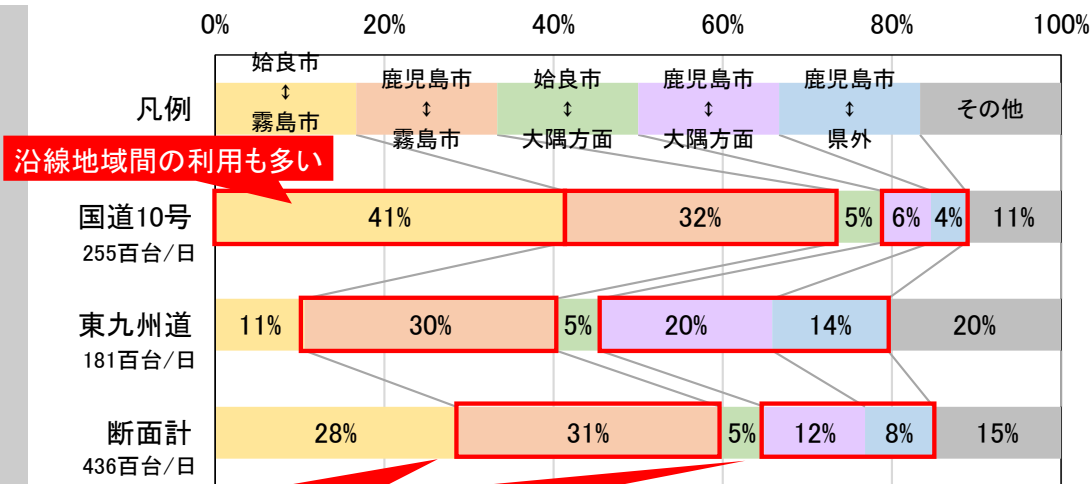 0% 20% 40% 60% 80% 100%
凡例
姶良市
↕
霧島市
鹿児島市
↕
霧島市
姶良市
↕
大隅方面
鹿児島市
↕
大隅方面
鹿児島市
↕
県外
その他
沿線地域間の利用も多い
国道10号
255百台/日
41% 32% 5% 6% 4% 11%
東九州道
181百台/日
11% 30% 5% 20% 14% 20%
断面計
436百台/日
28% 31% 5% 12% 8% 15%